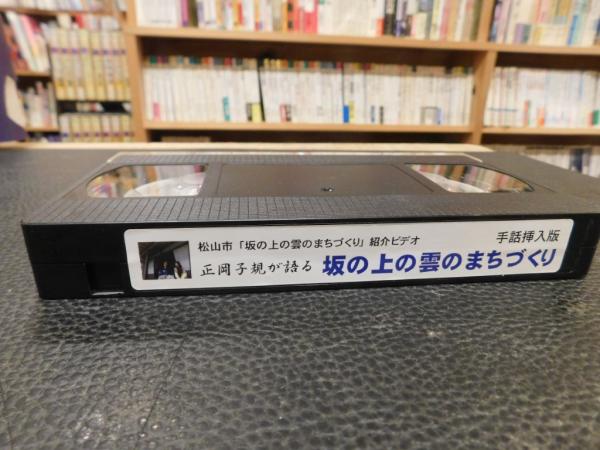 松山市「坂の上の雲のまちづくり」紹介ビデオ
手話挿入版
正岡子規が語る 坂の上の雲のまちづくり